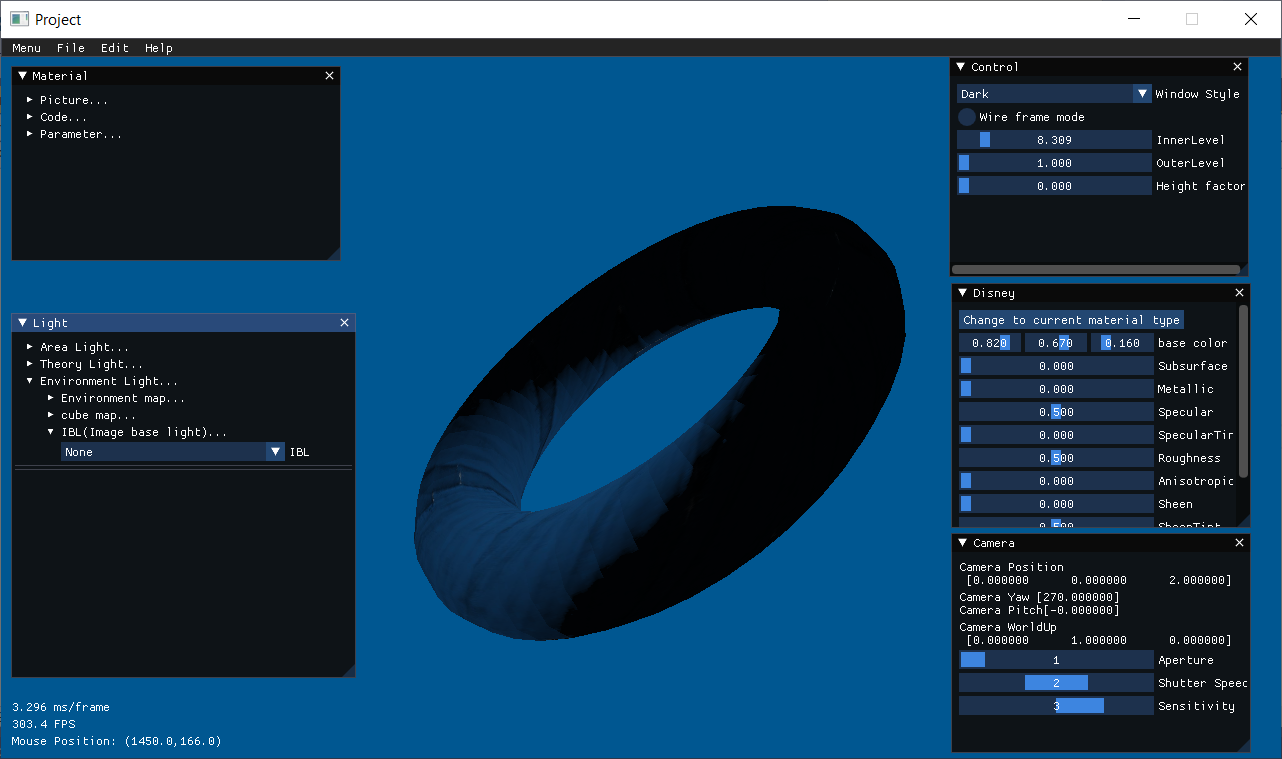 Project
Menu File Edit Help
Material
Picture...
Code...
Parameter...
Light
Area Light...
Theory Light...
Environment Light...
Environment map...
cube map...
IBL(Image base light)...
None IBL
3.296 ms/frame
303.4 FPS
Mouse Position: (1450.0,166.0)
Control
Dark Window Style
Wire frame mode
8.309 InnerLevel
1.000 OuterLevel
0.000 Height factor
Disney
Change to current material type
0.820 0.670 0.160 base color
0.000 Subsurface
0.000 Metallic
0.500 Specular
0.000 SpecularTir
0.500 Roughness
0.000 Anisotropic
0.000 Sheen
0.500 SheenTint
Camera
Camera Position
[0.000000 0.000000 2.000000]
Camera Yaw [270.000000]
Camera Pitch[-0.000000]
Camera WorldUp
[0.000000 1.000000 0.000000]
1 Aperture
2 Shutter Speec
3 Sensitivity